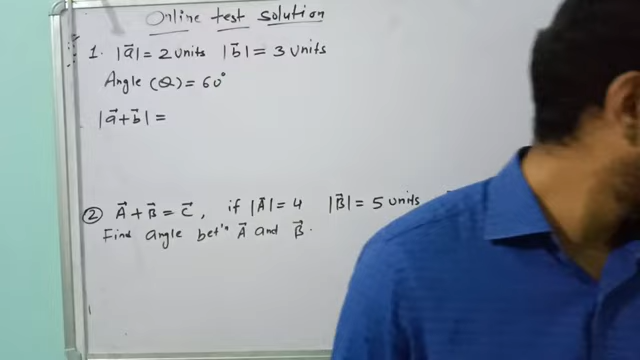 Online test solution
1. |a⃗| = 2 units |b⃗| = 3 units
Angle (θ) = 60°
|a⃗+b⃗| =
② A⃗ + B⃗ = C⃗, if |A⃗| = 4 |B⃗| = 5 units
Find angle betⁿ A⃗ and B⃗.